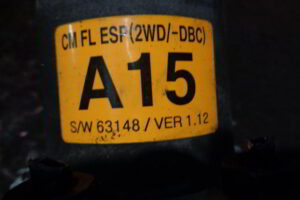 CM FL ESP(2WD/-DBC)
A15
S/W 63148 / VER 1.12